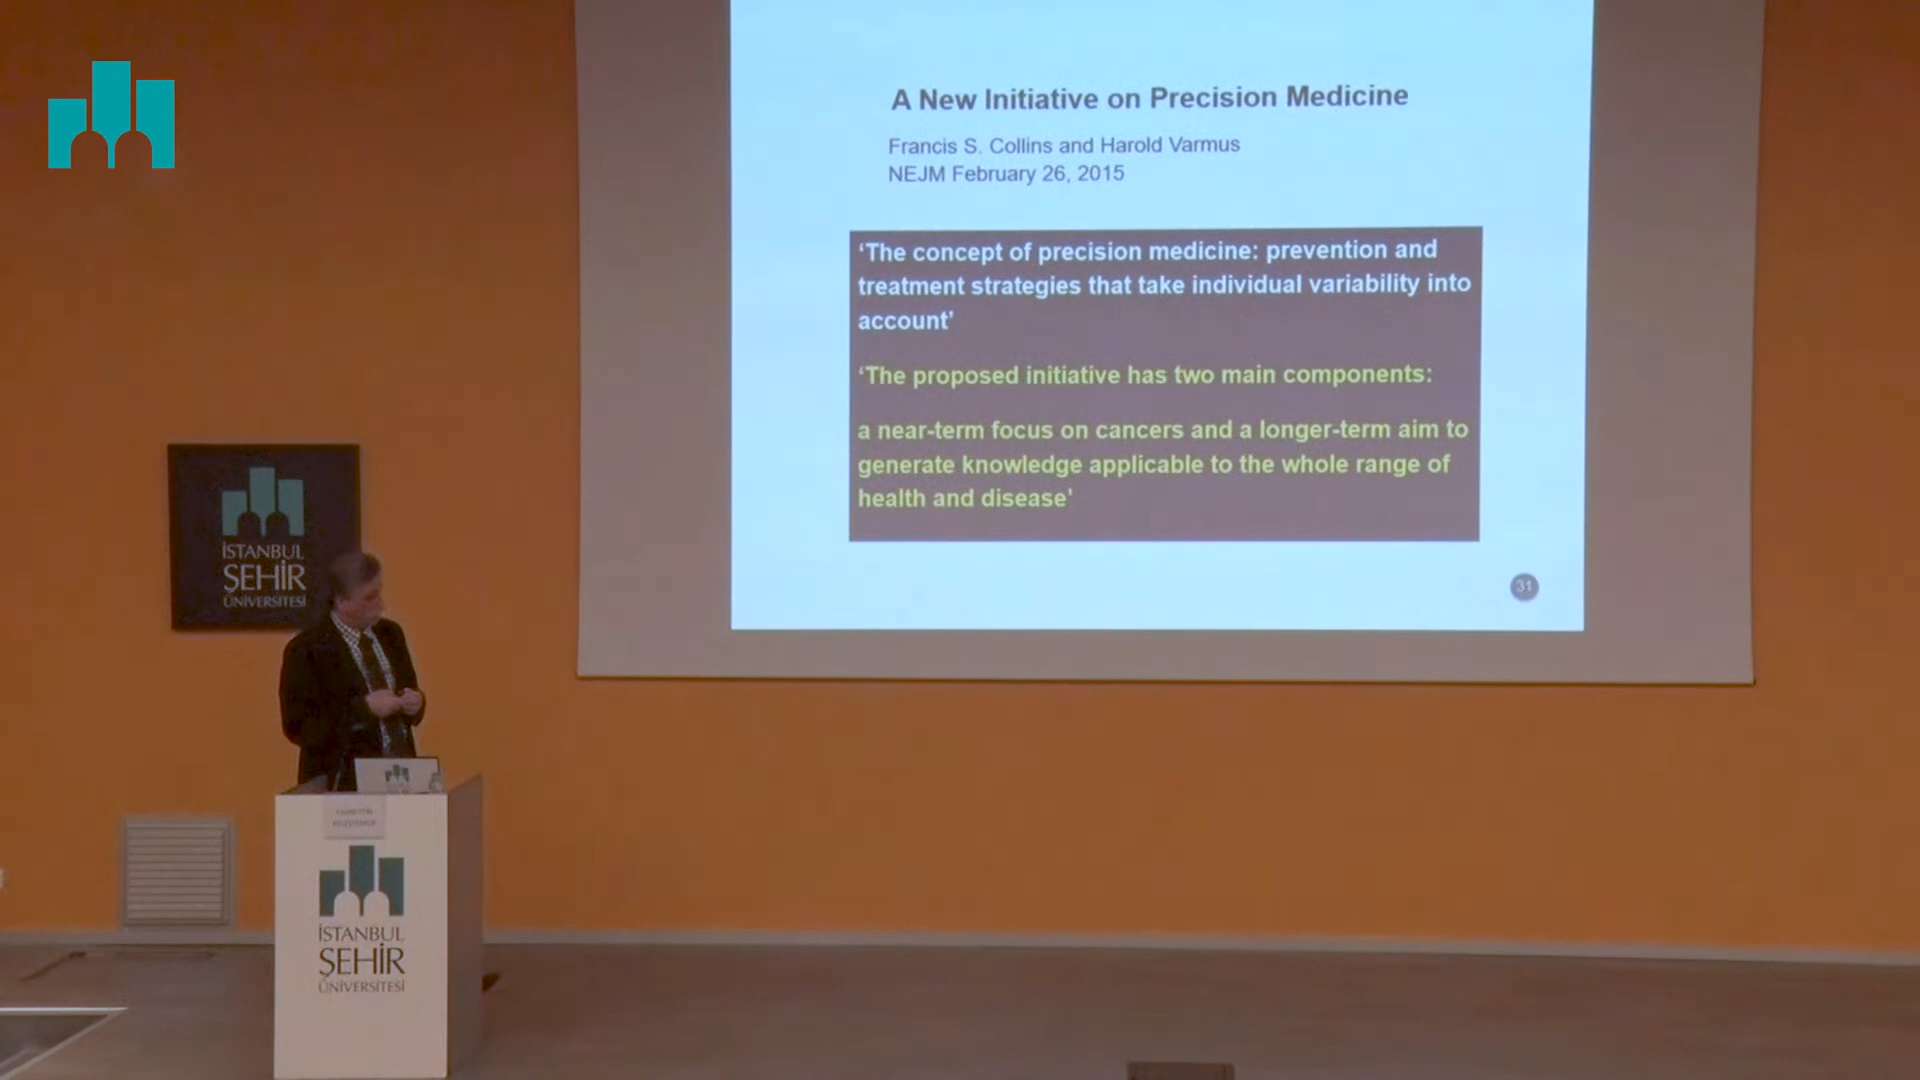 A New Initiative on Precision Medicine
Francis S. Collins and Harold Varmus
NEJM February 26, 2015
‘The concept of precision medicine: prevention and
treatment strategies that take individual variability into
account’
‘The proposed initiative has two main components:
a near-term focus on cancers and a longer-term aim to
generate knowledge applicable to the whole range of
health and disease’
31
İSTANBUL
ŞEHİR
ÜNİVERSİTESİ
İSTANBUL
ŞEHİR
ÜNİVERSİTESİ